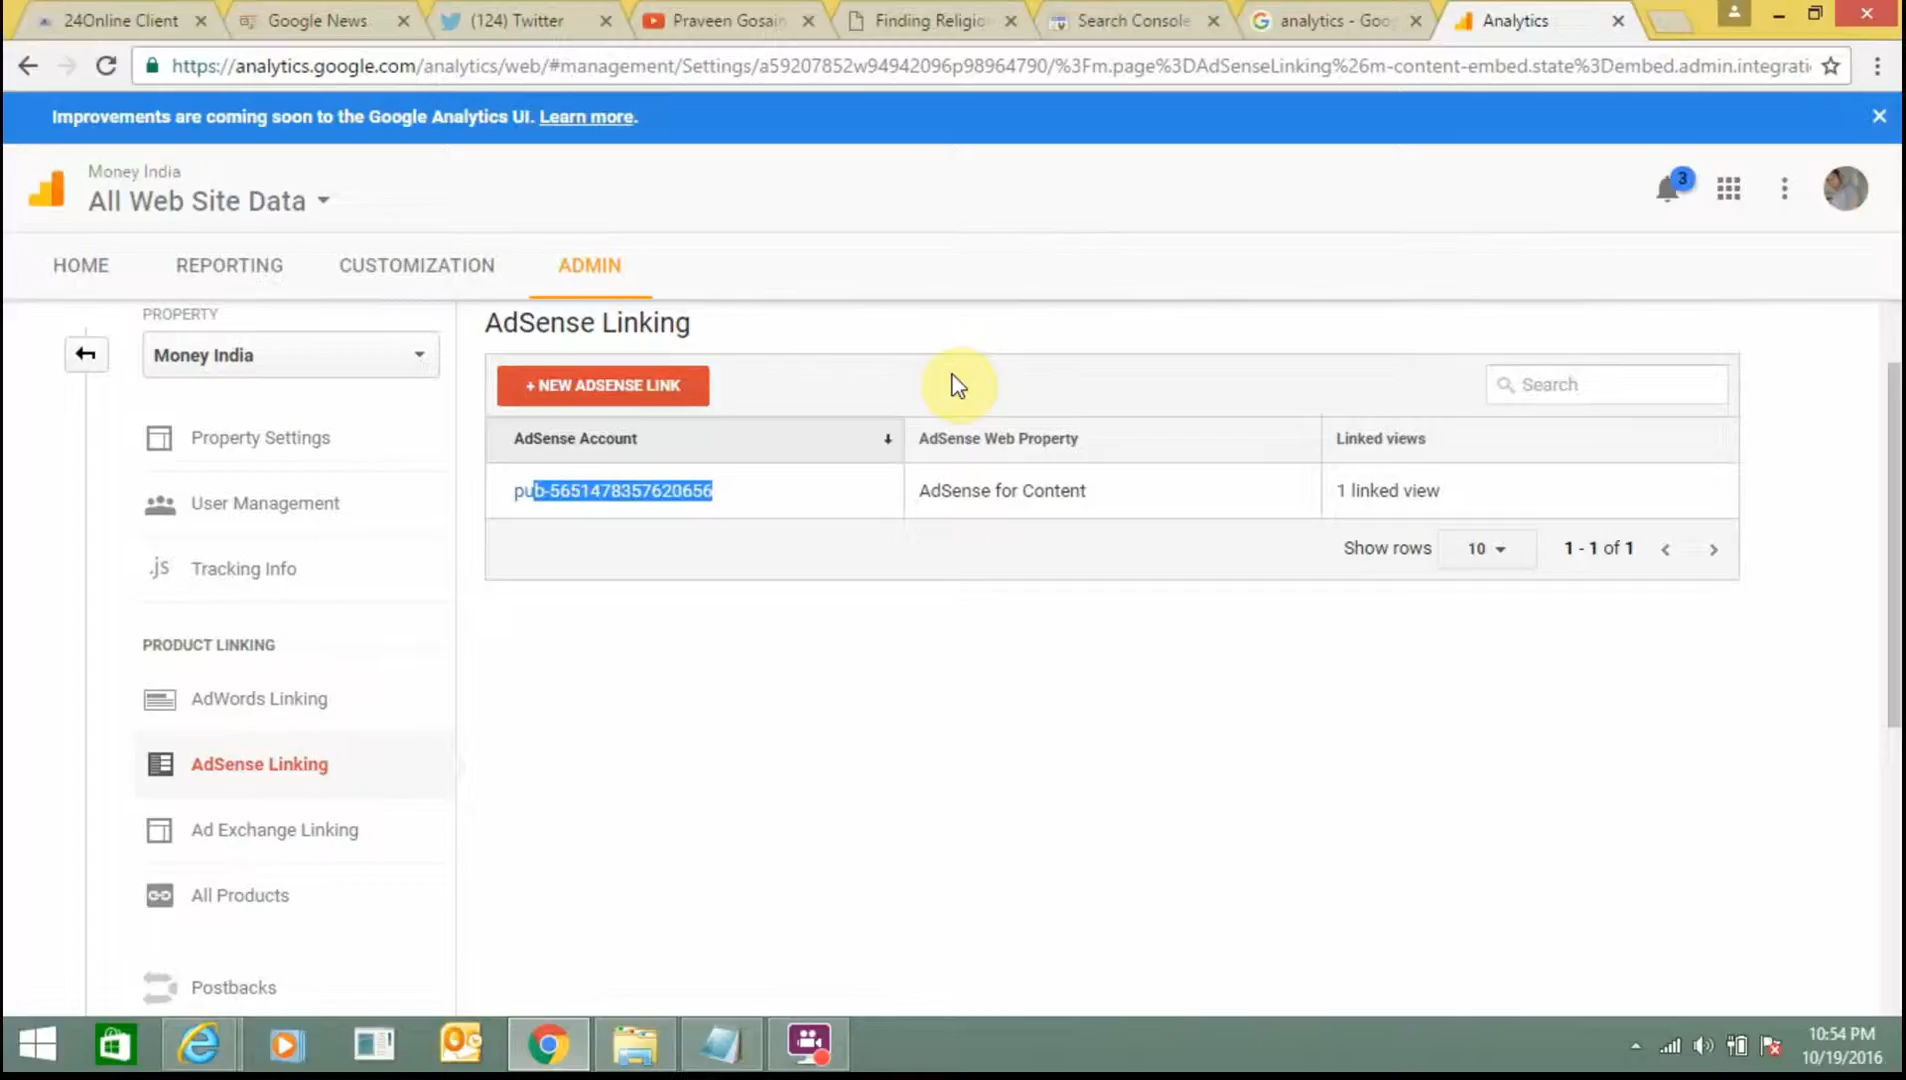 24Online Client
Google News
(124) Twitter
Praveen Gosain
Finding Religio
Search Console
analytics - Goo
Analytics
https://analytics.google.com/analytics/web/#management/Settings/a59207852w94942096p98964790/%3Fm.page%3DAdSenseLinking%26m-content-embed.state%3Dembed.admin.integrati
Improvements are coming soon to the Google Analytics UI. Learn more.
Money India
All Web Site Data
3
HOME
REPORTING
CUSTOMIZATION
ADMIN
PROPERTY
Money India
Property Settings
User Management
.js Tracking Info
PRODUCT LINKING
AdWords Linking
AdSense Linking
Ad Exchange Linking
All Products
Postbacks
AdSense Linking
+ NEW ADSENSE LINK
Search
AdSense Account
AdSense Web Property
Linked views
pub-5651478357620656
AdSense for Content
1 linked view
Show rows
10
1 - 1 of 1
10:54 PM
10/19/2016